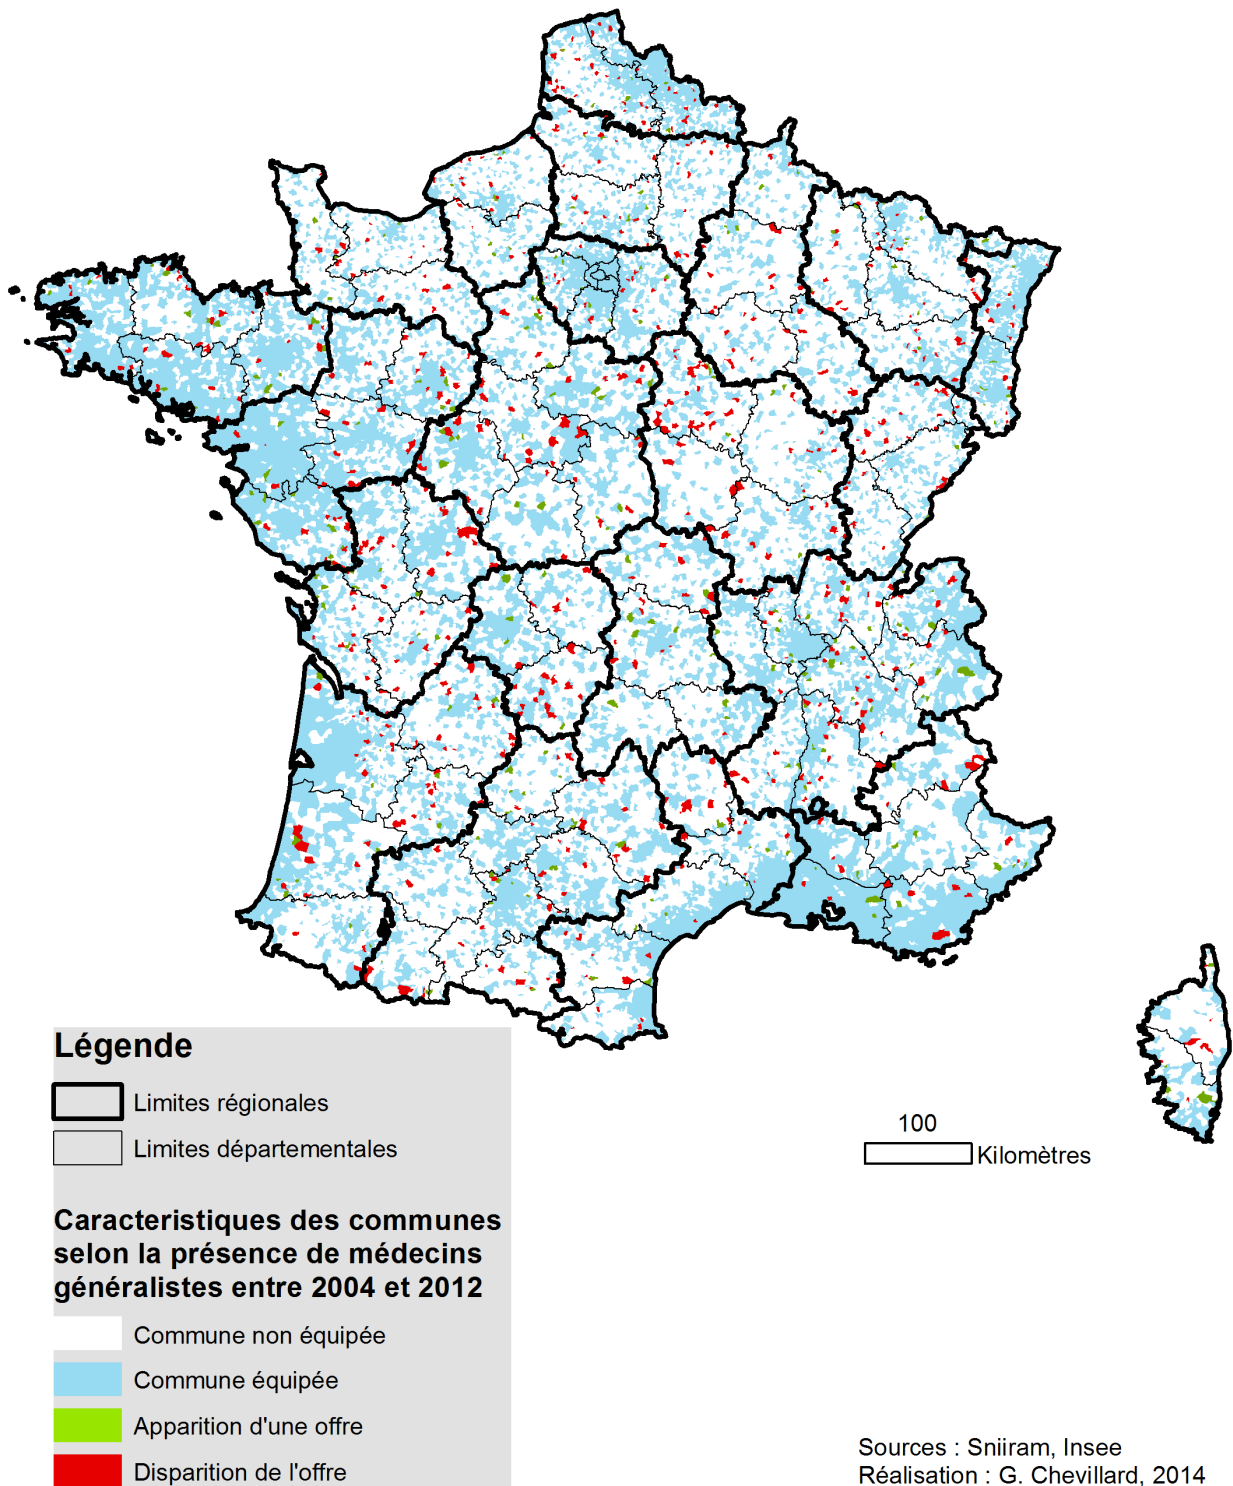 Légende
Limites régionales
Limites départementales
Caracteristiques des communes
selon la présence de médecins
généralistes entre 2004 et 2012
Commune non équipée
Commune équipée
Apparition d'une offre
Disparition de l'offre
100
Kilomètres
Sources : Sniiram, Insee
Réalisation : G. Chevillard, 2014